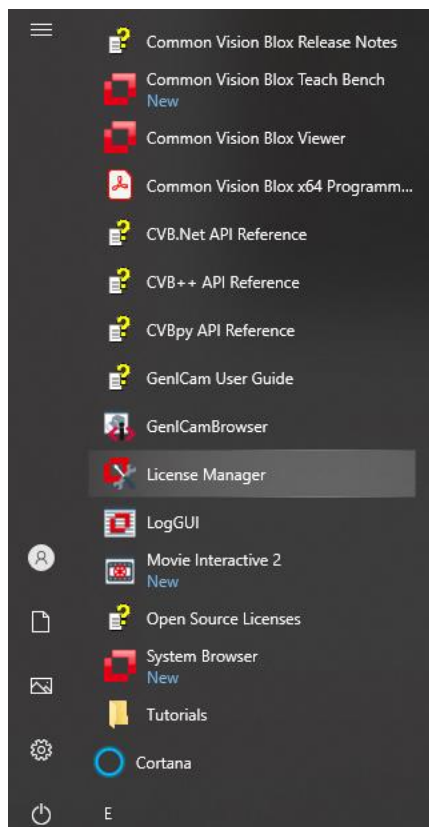 Common Vision Blox Release Notes
Common Vision Blox Teach Bench
New
Common Vision Blox Viewer
Common Vision Blox x64 Programm...
CVB.Net API Reference
CVB++ API Reference
CVBpy API Reference
GenICam User Guide
GenICamBrowser
License Manager
LogGUI
Movie Interactive 2
New
Open Source Licenses
System Browser
New
Tutorials
Cortana
E